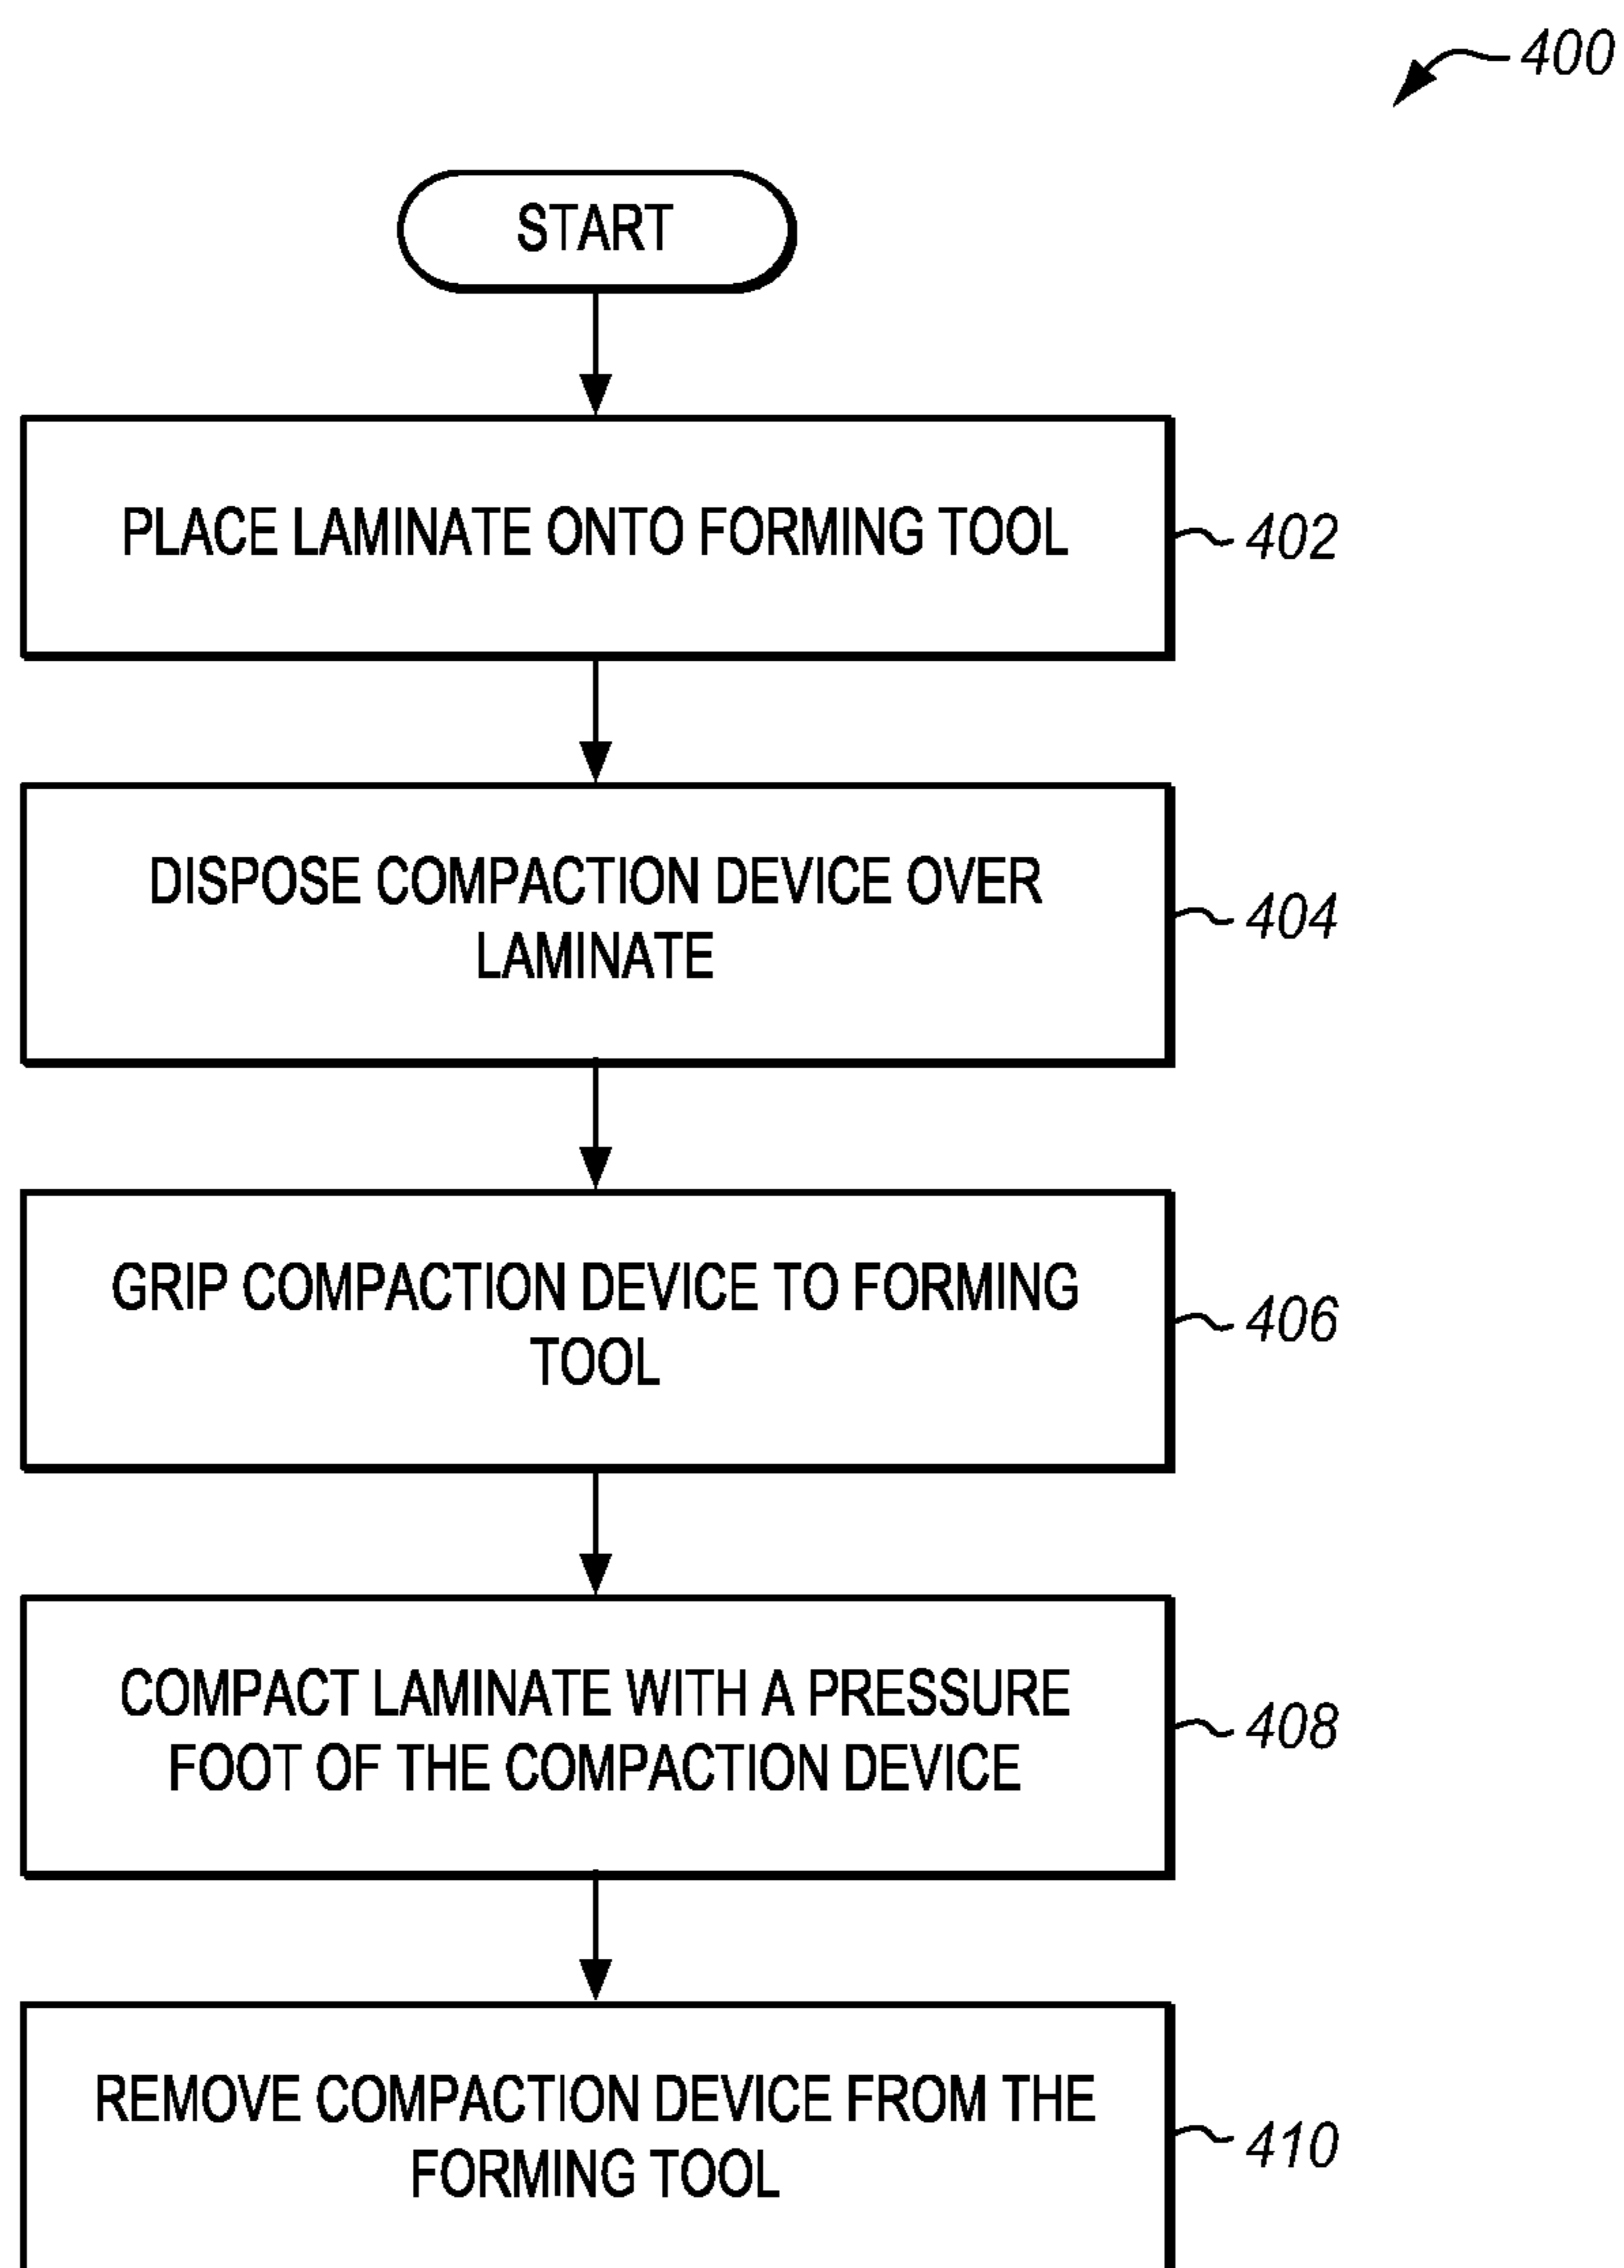 400
START
PLACE LAMINATE ONTO FORMING TOOL
402
DISPOSE COMPACTION DEVICE OVER
LAMINATE
404
GRIP COMPACTION DEVICE TO FORMING
TOOL
406
COMPACT LAMINATE WITH A PRESSURE
FOOT OF THE COMPACTION DEVICE
408
REMOVE COMPACTION DEVICE FROM THE
FORMING TOOL
410